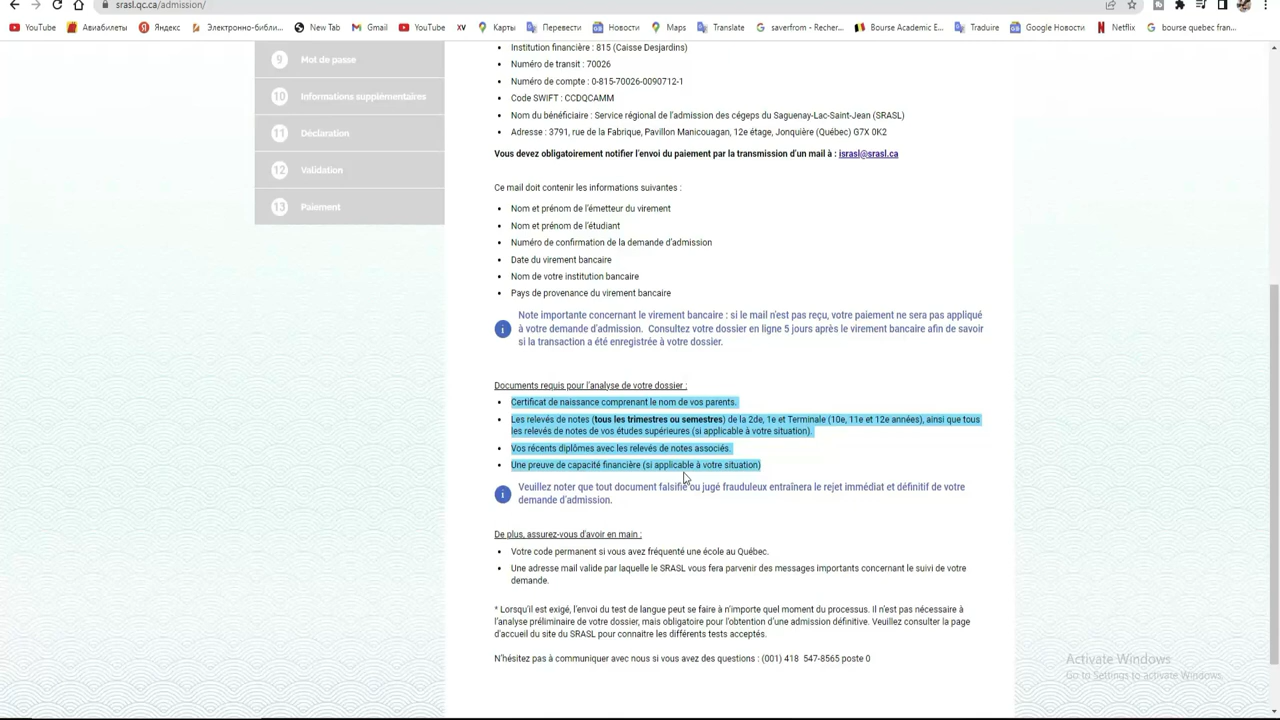 srasl.qc.ca/admission/
YouTube
Авиабилеты
Яндекс
Электронно-библи...
New Tab
Gmail
YouTube
XV
Карты
Перевести
Новости
Maps
Translate
saverfrom - Recher...
Bourse Academic E...
Traduire
Google Новости
Netflix
bourse quebec fran...
9 Mot de passe
10 Informations supplémentaires
11 Déclaration
12 Validation
13 Paiement
• Institution financière : 815 (Caisse Desjardins)
• Numéro de transit : 70026
• Numéro de compte : 0-815-70026-0090712-1
• Code SWIFT : CCDQCAMM
• Nom du bénéficiaire : Service régional de l'admission des cégeps du Saguenay-Lac-Saint-Jean (SRASL)
• Adresse : 3791, rue de la Fabrique, Pavillon Manicouagan, 12e étage, Jonquière (Québec) G7X 0K2
Vous devez obligatoirement notifier l'envoi du paiement par la transmission d'un mail à : israsl@srasl.ca
Ce mail doit contenir les informations suivantes :
• Nom et prénom de l'émetteur du virement
• Nom et prénom de l'étudiant
• Numéro de confirmation de la demande d'admission
• Date du virement bancaire
• Nom de votre institution bancaire
• Pays de provenance du virement bancaire
Note importante concernant le virement bancaire : si le mail n'est pas reçu, votre paiement ne sera pas appliqué
à votre demande d'admission. Consultez votre dossier en ligne 5 jours après le virement bancaire afin de savoir
si la transaction a été enregistrée à votre dossier.
Documents requis pour l'analyse de votre dossier :
• Certificat de naissance comprenant le nom de vos parents.
• Les relevés de notes (tous les trimestres ou semestres) de la 2de, 1e et Terminale (10e, 11e et 12e années), ainsi que tous
les relevés de notes de vos études supérieures (si applicable à votre situation).
• Vos récents diplômes avec les relevés de notes associés.
• Une preuve de capacité financière (si applicable à votre situation)
Veuillez noter que tout document falsifié ou jugé frauduleux entraînera le rejet immédiat et définitif de votre
demande d'admission.
De plus, assurez-vous d'avoir en main :
• Votre code permanent si vous avez fréquenté une école au Québec.
• Une adresse mail valide par laquelle le SRASL vous fera parvenir des messages importants concernant le suivi de votre
demande.
* Lorsqu'il est exigé, l'envoi du test de langue peut se faire à n'importe quel moment du processus. Il n'est pas nécessaire à
l'analyse préliminaire de votre dossier, mais obligatoire pour l'obtention d'une admission définitive. Veuillez consulter la page
d'accueil du site du SRASL pour connaitre les différents tests acceptés.
N'hésitez pas à communiquer avec nous si vous avez des questions : (001) 418 547-8565 poste 0
Activate Windows
Go to Settings to activate Windows.